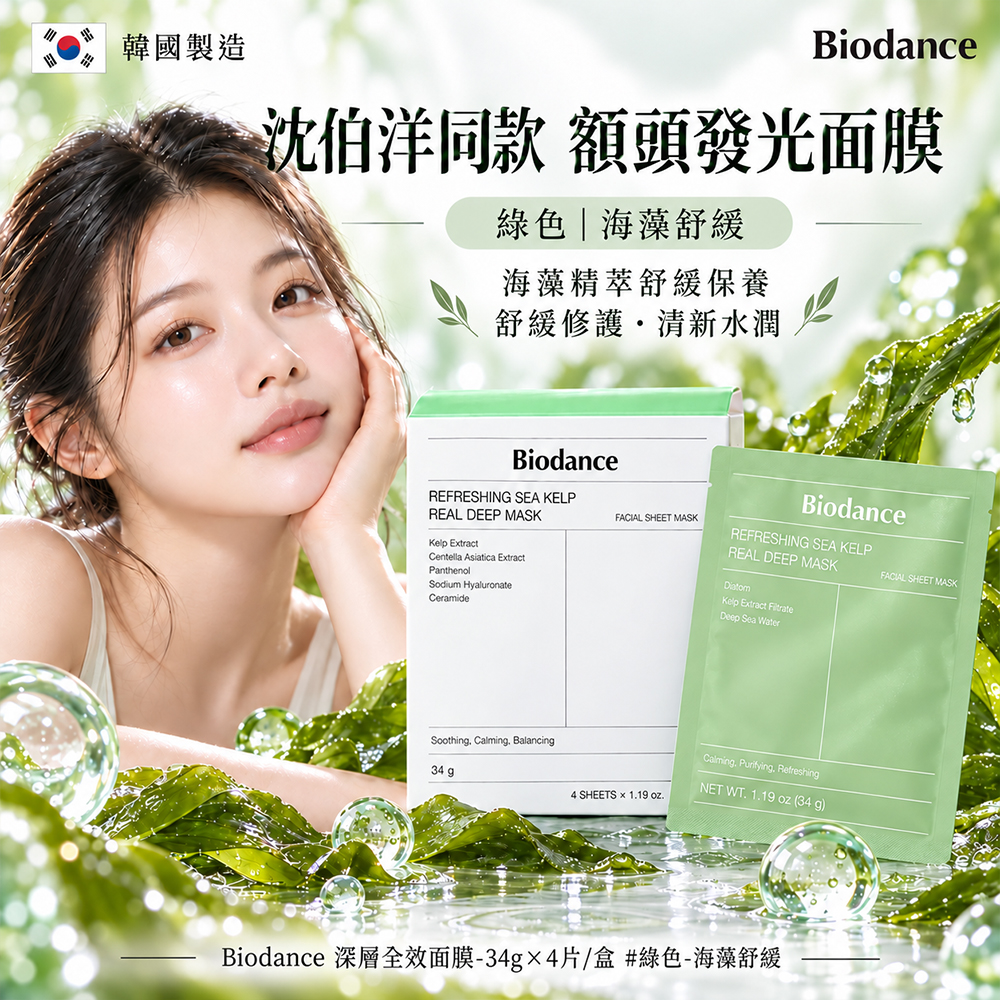 韓國製造
Biodance
沈伯洋同款 額頭發光面膜
綠色｜海藻舒緩
海藻精萃舒緩保養
舒緩修護・清新水潤
Biodance
REFRESHING SEA KELP
REAL DEEP MASK
FACIAL SHEET MASK
Kelp Extract
Centella Asiatica Extract
Panthenol
Sodium Hyaluronate
Ceramide
Soothing, Calming, Balancing
34 g
4 SHEETS × 1.19 oz.
Biodance
REFRESHING SEA KELP
REAL DEEP MASK
FACIAL SHEET MASK
Diatom
Kelp Extract Filtrate
Deep Sea Water
Calming, Purifying, Refreshing
NET WT. 1.19 oz (34 g)
Biodance 深層全效面膜-34g×4片/盒 #綠色-海藻舒緩